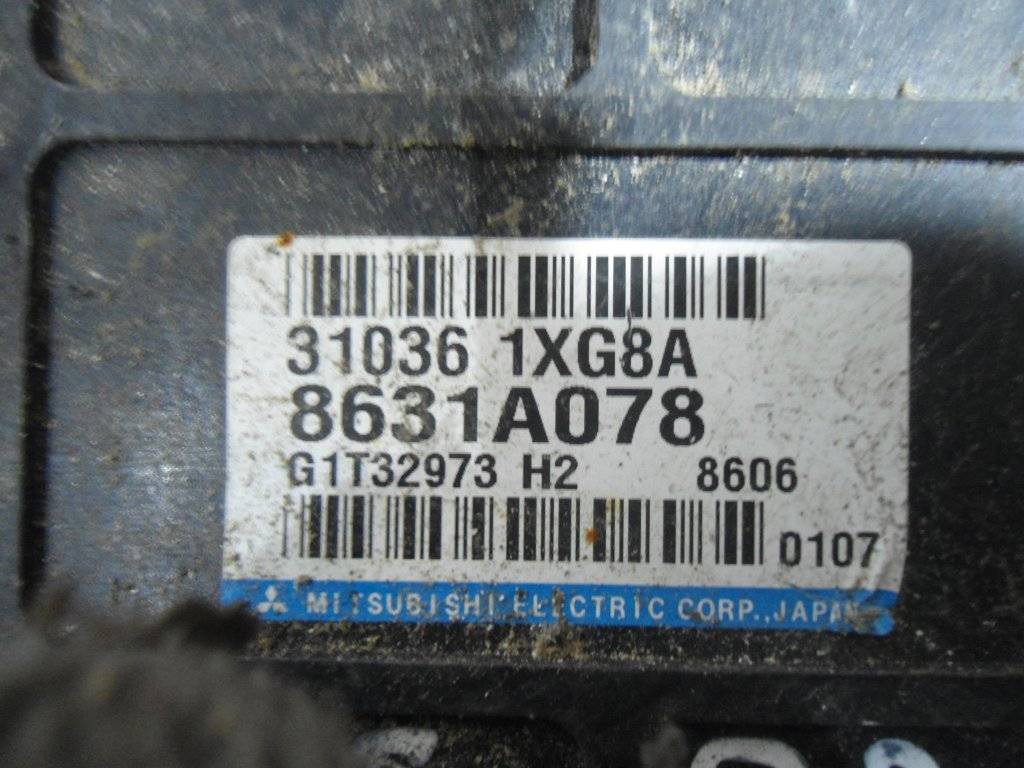 31036 1XG8A
8631A078
G1T32973 H2 8606
0107
MITSUBISHI ELECTRIC CORP., JAPAN